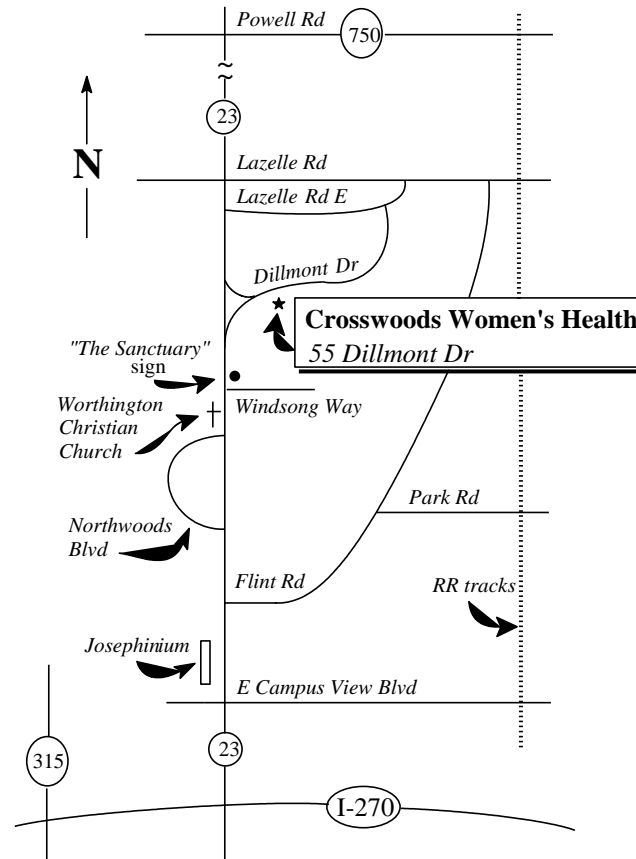 Powell Rd
750
23
N
Lazelle Rd
Lazelle Rd E
Dillmont Dr
Crosswoods Women's Health
55 Dillmont Dr
"The Sanctuary"
sign
Windsong Way
Worthington
Christian
Church
Park Rd
Northwoods
Blvd
Flint Rd
RR tracks
Josephinium
E Campus View Blvd
23
315
I-270